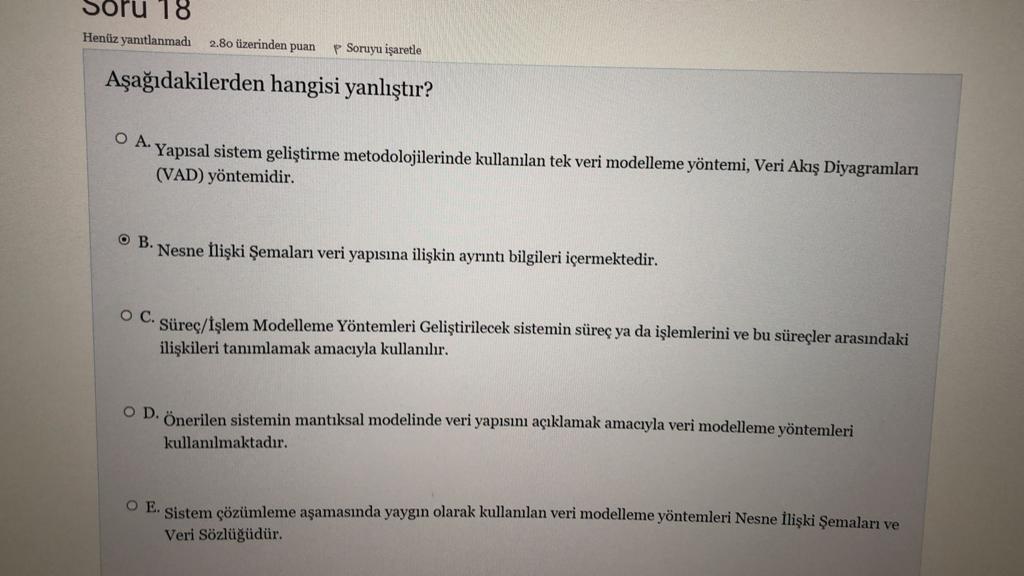 Soru 18
Henüz yanıtlanmadı 2.80 üzerinden puan Soruyu işaretle
Aşağıdakilerden hangisi yanlıştır?
A. Yapısal sistem geliştirme metodolojilerinde kullanılan tek veri modelleme yöntemi, Veri Akış Diyagramları
(VAD) yöntemidir.
B. Nesne İlişki Şemaları veri yapısına ilişkin ayrıntı bilgileri içermektedir.
C. Süreç/İşlem Modelleme Yöntemleri Geliştirilecek sistemin süreç ya da işlemlerini ve bu süreçler arasındaki
ilişkileri tanımlamak amacıyla kullanılır.
D. Önerilen sistemin mantıksal modelinde veri yapısını açıklamak amacıyla veri modelleme yöntemleri
kullanılmaktadır.
E. Sistem çözümleme aşamasında yaygın olarak kullanılan veri modelleme yöntemleri Nesne İlişki Şemaları ve
Veri Sözlüğüdür.